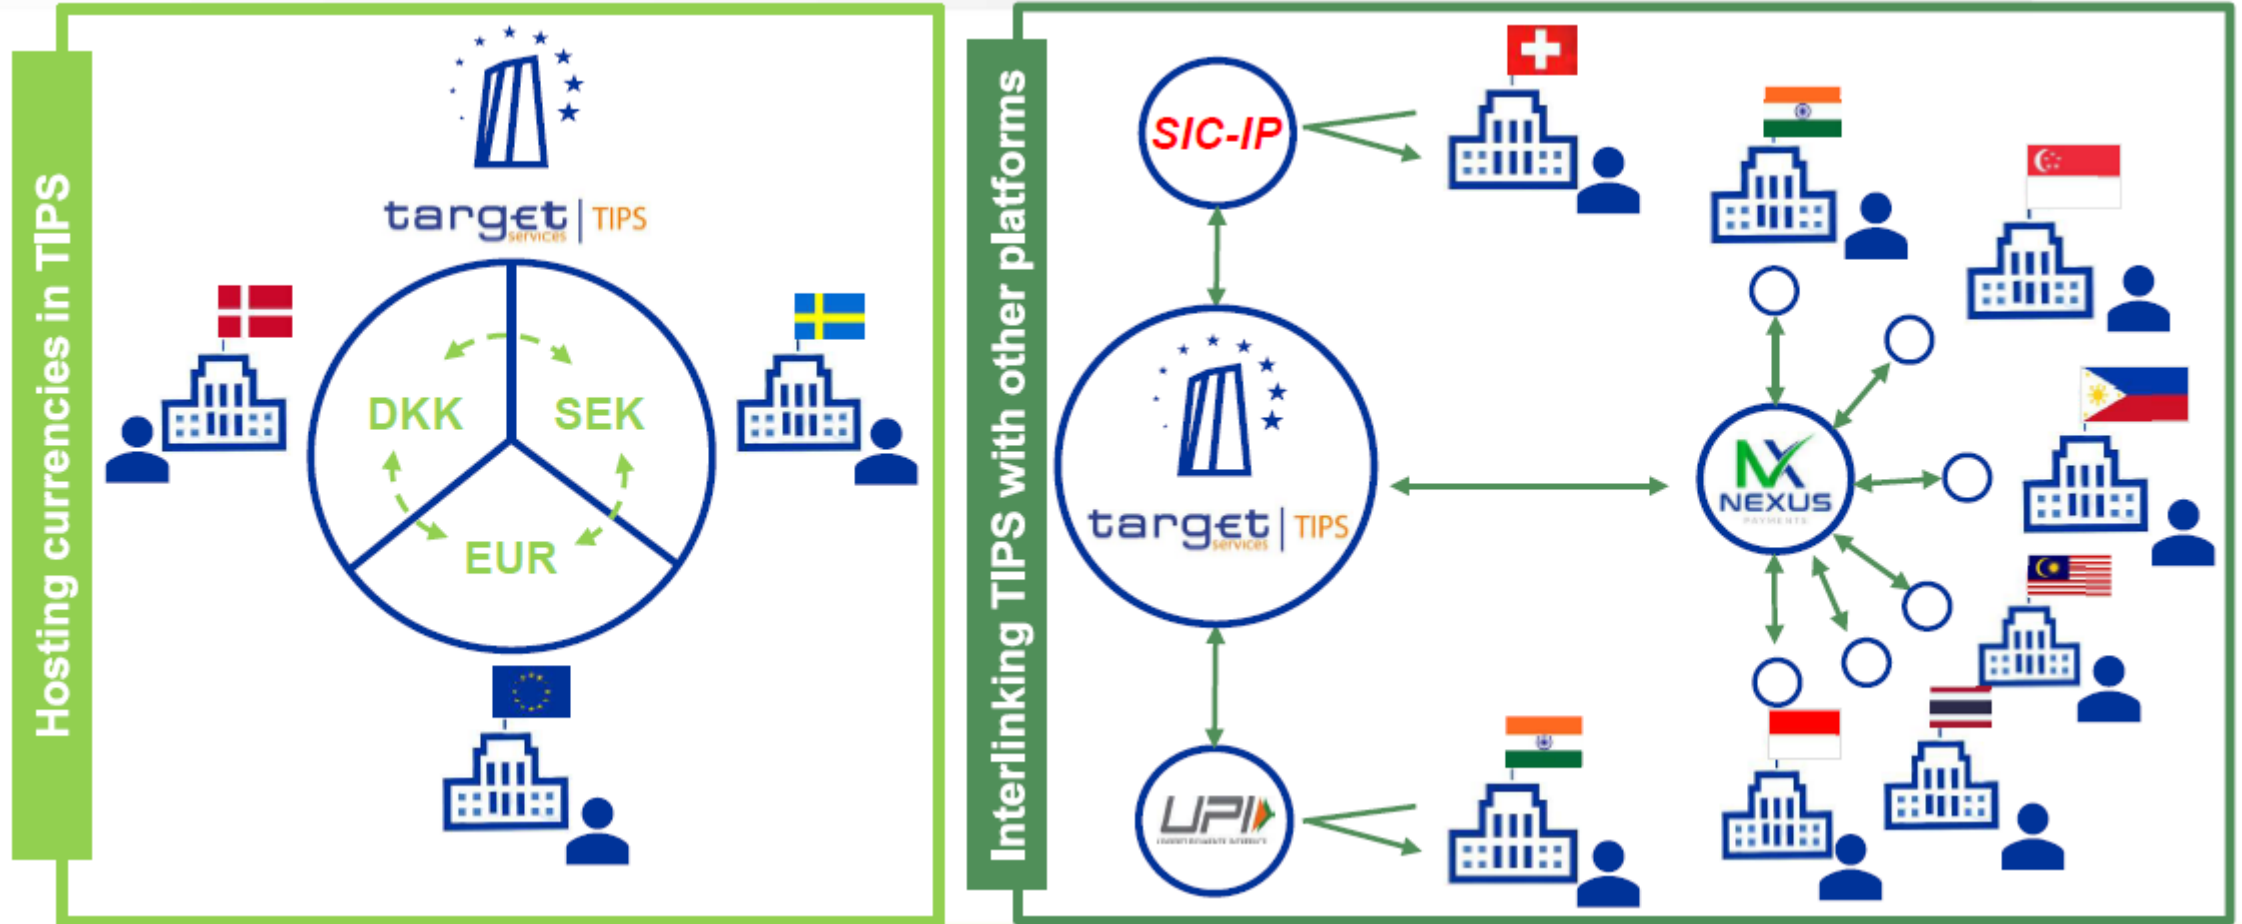 Hosting currencies in TIPS
target | TIPS
services
DKK
SEK
EUR
Interlinking TIPS with other platforms
SIC-IP
target | TIPS
services
NEXUS
PAYMENTS
UPI